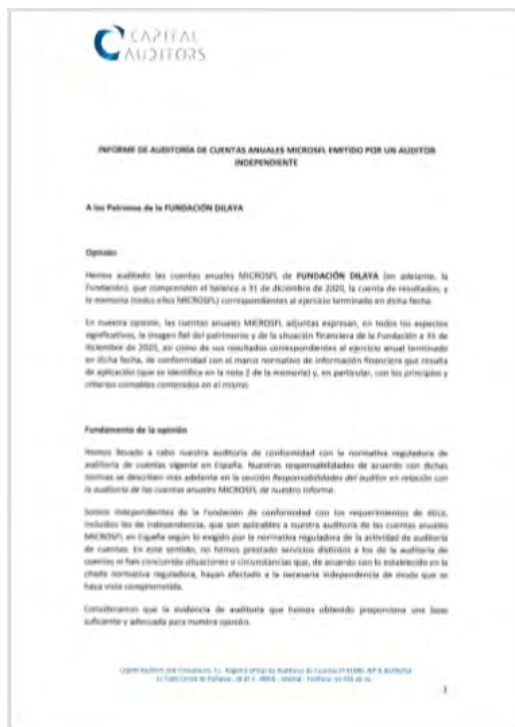 CAPITAL
AUDITORS
INFORME DE AUDITORÍA DE CUENTAS ANUALES MICROSFL EMITIDO POR UN AUDITOR
INDEPENDIENTE
A los Patronos de la FUNDACIÓN DILAYA
Opinión
Hemos auditado las cuentas anuales MICROSFL de FUNDACIÓN DILAYA (en adelante, la
Fundación), que comprenden el balance a 31 de diciembre de 2020, la cuenta de resultados, y
la memoria (todos ellos MICROSFL) correspondientes al ejercicio terminado en dicha fecha.
En nuestra opinión, las cuentas anuales MICROSFL adjuntas expresan, en todos los aspectos
significativos, la imagen fiel del patrimonio y de la situación financiera de la Fundación a 31 de
diciembre de 2020, así como de sus resultados correspondientes al ejercicio anual terminado
en dicha fecha, de conformidad con el marco normativo de información financiera que resulta
de aplicación (que se identifica en la nota 2 de la memoria) y, en particular, con los principios y
criterios contables contenidos en el mismo.
Fundamento de la opinión
Hemos llevado a cabo nuestra auditoría de conformidad con la normativa reguladora de
auditoría de cuentas vigente en España. Nuestras responsabilidades de acuerdo con dichas
normas se describen más adelante en la sección Responsabilidades del auditor en relación con
la auditoría de las cuentas anuales MICROSFL de nuestro informe.
Somos independientes de la Fundación de conformidad con los requerimientos de ética,
incluidos los de independencia, que son aplicables a nuestra auditoría de las cuentas anuales
MICROSFL en España según lo exigido por la normativa reguladora de la actividad de auditoría
de cuentas. En este sentido, no hemos prestado servicios distintos a los de la auditoría de
cuentas ni han concurrido situaciones o circunstancias que, de acuerdo con lo establecido en la
citada normativa reguladora, hayan afectado a la necesaria independencia de modo que se
haya visto comprometida.
Consideramos que la evidencia de auditoría que hemos obtenido proporciona una base
suficiente y adecuada para nuestra opinión.
1